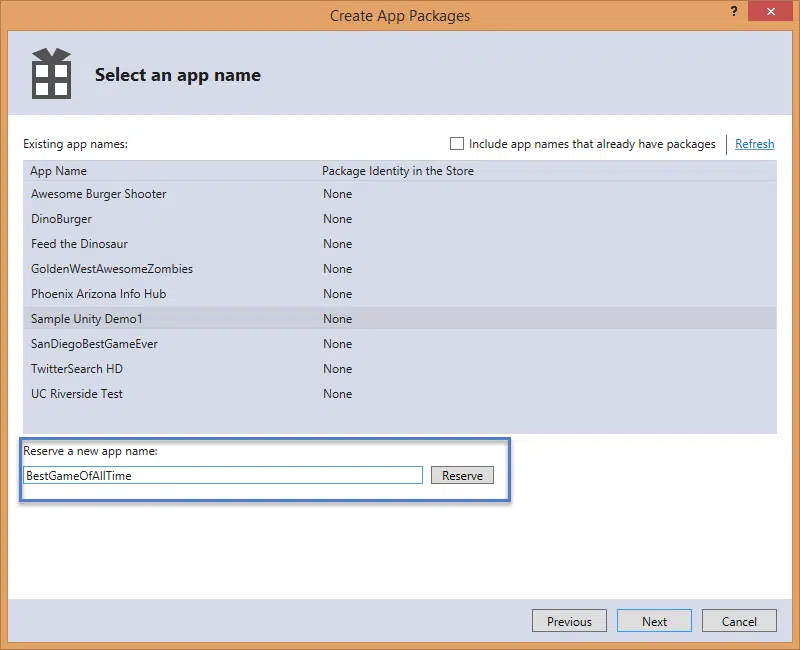 Create App Packages
?
Select an app name
Existing app names:
Include app names that already have packages
Refresh
App Name Package Identity in the Store
Awesome Burger Shooter None
DinoBurger None
Feed the Dinosaur None
GoldenWestAwesomeZombies None
Phoenix Arizona Info Hub None
Sample Unity Demo1 None
SanDiegoBestGameEver None
TwitterSearch HD None
UC Riverside Test None
Reserve a new app name:
BestGameOfAllTime Reserve
Previous Next Cancel